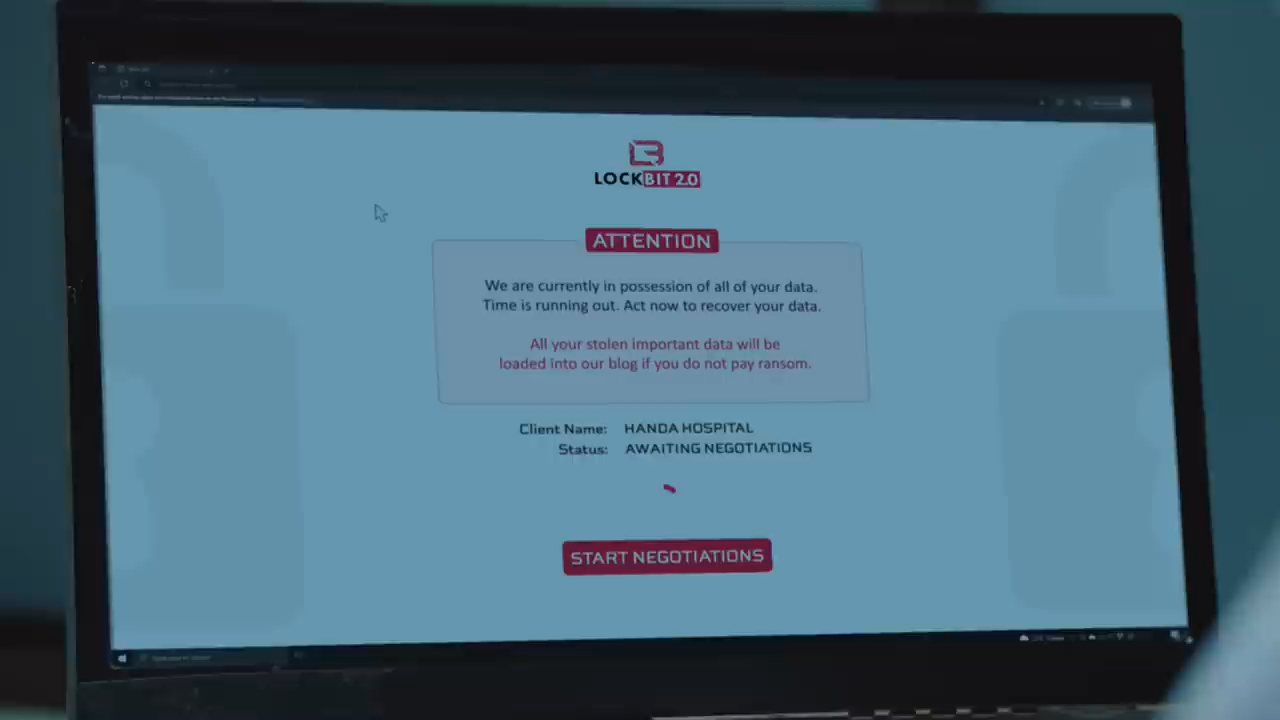 LOCKBIT 2.0
ATTENTION
We are currently in possession of all of your data.
Time is running out. Act now to recover your data.
All your stolen important data will be
loaded into our blog if you do not pay ransom.
Client Name: HANDA HOSPITAL
Status: AWAITING NEGOTIATIONS
START NEGOTIATIONS